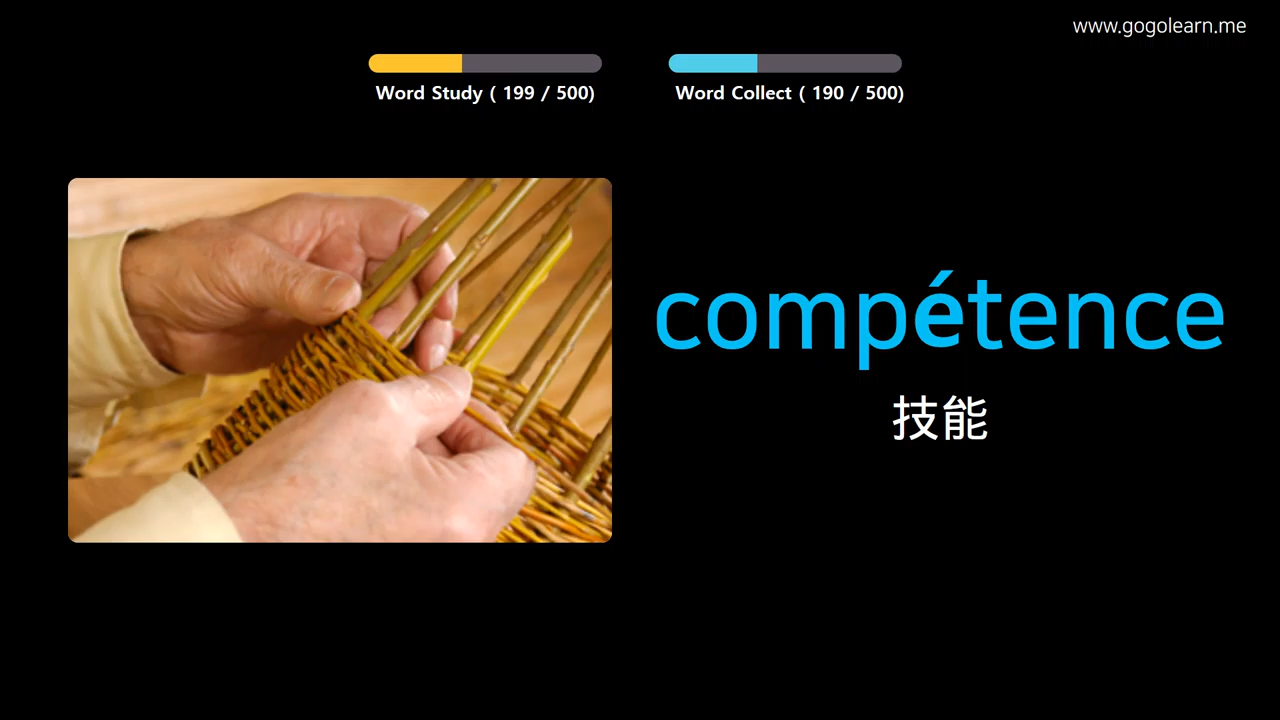 www.gogolearn.me
Word Study ( 199 / 500)
Word Collect ( 190 / 500)
compétence
技能